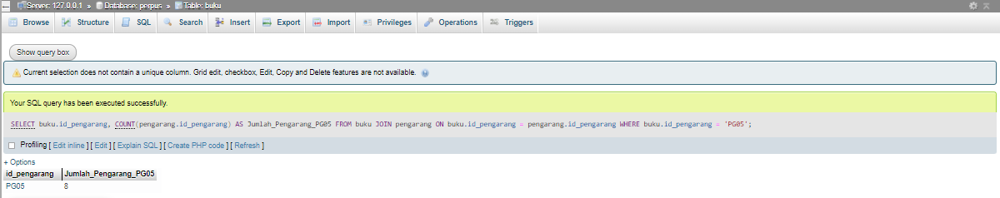 Server: 127.0.0.1 » Database: perpus » Table: buku
Browse Structure SQL Search Insert Export Import Privileges Operations Triggers
Show query box
Current selection does not contain a unique column. Grid edit, checkbox, Edit, Copy and Delete features are not available.
Your SQL query has been executed successfully.
SELECT buku.id_pengarang, COUNT(pengarang.id_pengarang) AS Jumlah_Pengarang_PG05 FROM buku JOIN pengarang ON buku.id_pengarang = pengarang.id_pengarang WHERE buku.id_pengarang = 'PG05';
Profiling [ Edit inline ] [ Edit ] [ Explain SQL ] [ Create PHP code ] [ Refresh ]
+ Options
id_pengarang Jumlah_Pengarang_PG05
PG05 8